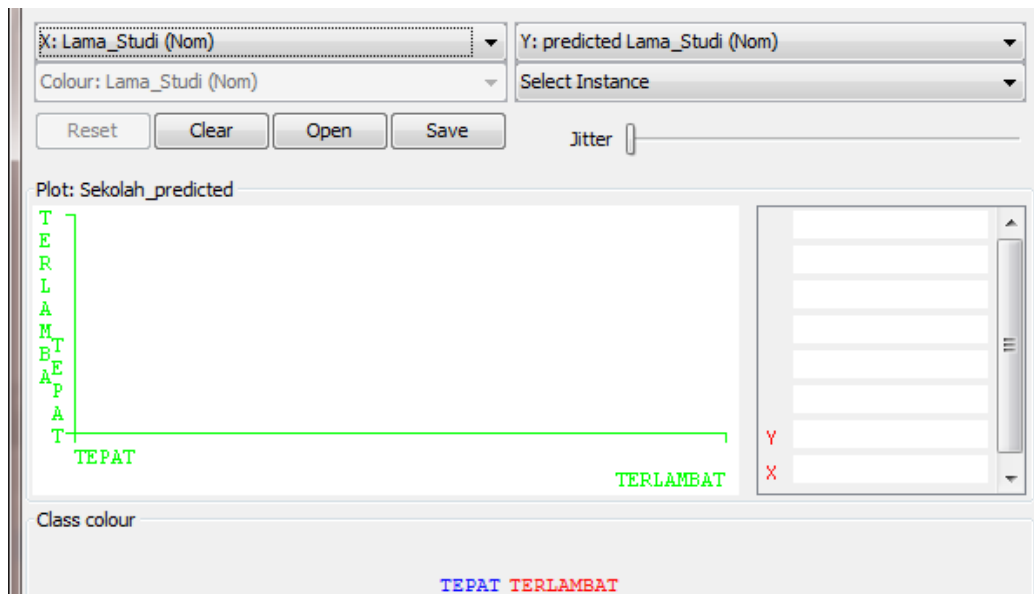 X: Lama_Studi (Nom)
Y: predicted Lama_Studi (Nom)
Colour: Lama_Studi (Nom)
Select Instance
Reset
Clear
Open
Save
Jitter
Plot: Sekolah_predicted
TERLAMBA
TEPAT
TEPAT
TERLAMBAT
Y
X
Class colour
TEPAT TERLAMBAT